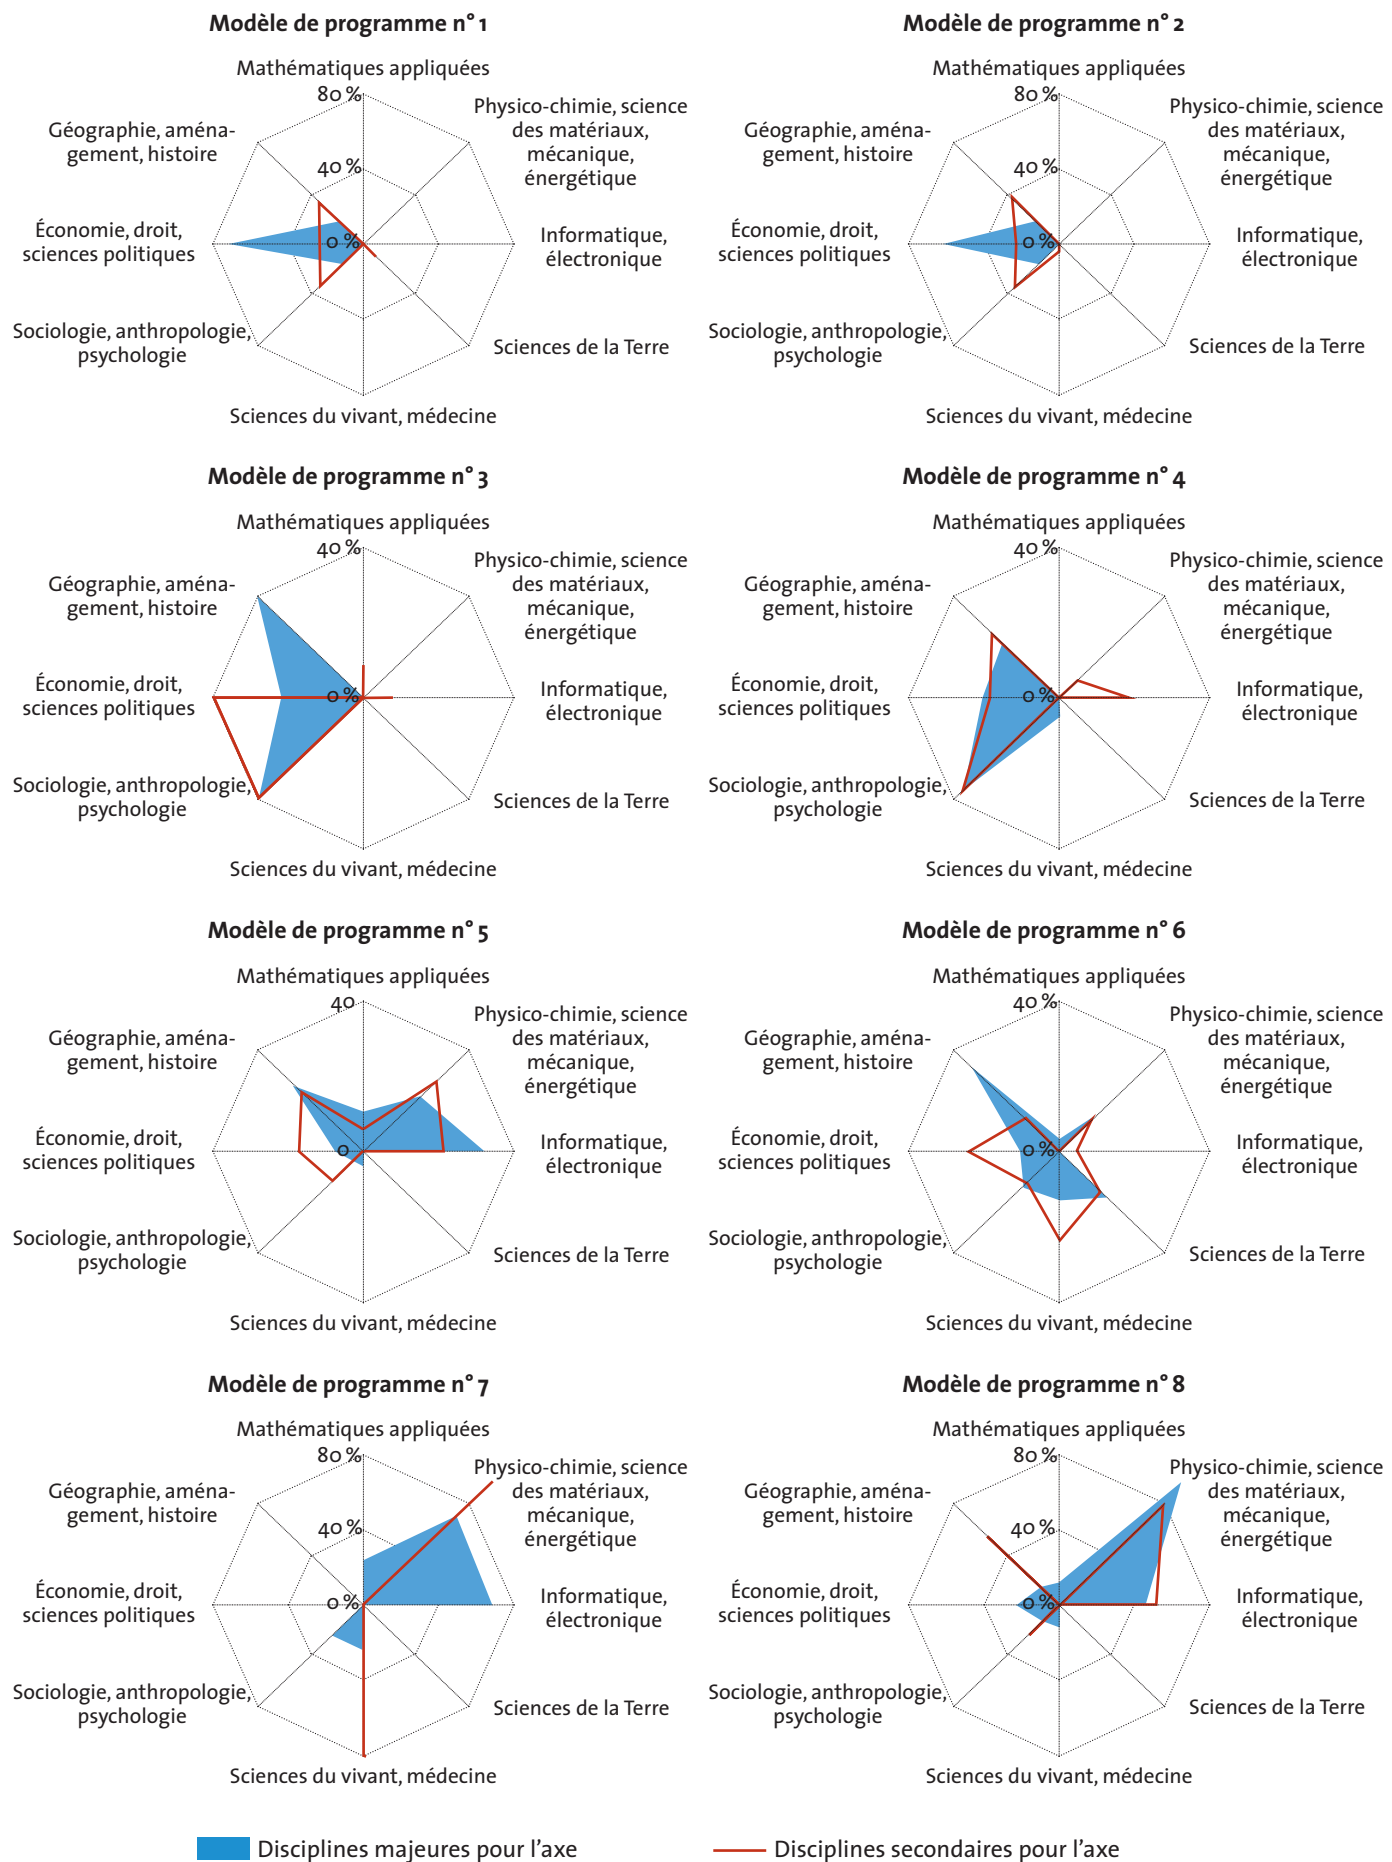 Modèle de programme n° 1
Mathématiques appliquées
80 %
Physico-chimie, science
des matériaux,
mécanique,
énergétique
Géographie, aména-
gement, histoire
40 %
Économie, droit,
sciences politiques
0 %
Informatique,
électronique
Sociologie, anthropologie,
psychologie
Sciences de la Terre
Sciences du vivant, médecine
Modèle de programme n° 2
Mathématiques appliquées
80 %
Physico-chimie, science
des matériaux,
mécanique,
énergétique
Géographie, aména-
gement, histoire
40 %
Économie, droit,
sciences politiques
0 %
Informatique,
électronique
Sociologie, anthropologie,
psychologie
Sciences de la Terre
Sciences du vivant, médecine
Modèle de programme n° 3
Mathématiques appliquées
40 %
Physico-chimie, science
des matériaux,
mécanique,
énergétique
Géographie, aména-
gement, histoire
Économie, droit,
sciences politiques
0 %
Informatique,
électronique
Sociologie, anthropologie,
psychologie
Sciences de la Terre
Sciences du vivant, médecine
Modèle de programme n° 4
Mathématiques appliquées
40 %
Physico-chimie, science
des matériaux,
mécanique,
énergétique
Géographie, aména-
gement, histoire
Économie, droit,
sciences politiques
0 %
Informatique,
électronique
Sociologie, anthropologie,
psychologie
Sciences de la Terre
Sciences du vivant, médecine
Modèle de programme n° 5
Mathématiques appliquées
40
Physico-chimie, science
des matériaux,
mécanique,
énergétique
Géographie, aména-
gement, histoire
Économie, droit,
sciences politiques
0
Informatique,
électronique
Sociologie, anthropologie,
psychologie
Sciences de la Terre
Sciences du vivant, médecine
Modèle de programme n° 6
Mathématiques appliquées
40 %
Physico-chimie, science
des matériaux,
mécanique,
énergétique
Géographie, aména-
gement, histoire
Économie, droit,
sciences politiques
0 %
Informatique,
électronique
Sociologie, anthropologie,
psychologie
Sciences de la Terre
Sciences du vivant, médecine
Modèle de programme n° 7
Mathématiques appliquées
80 %
Physico-chimie, science
des matériaux,
mécanique,
énergétique
Géographie, aména-
gement, histoire
40 %
Économie, droit,
sciences politiques
0 %
Informatique,
électronique
Sociologie, anthropologie,
psychologie
Sciences de la Terre
Sciences du vivant, médecine
Modèle de programme n° 8
Mathématiques appliquées
80 %
Physico-chimie, science
des matériaux,
mécanique,
énergétique
Géographie, aména-
gement, histoire
40 %
Économie, droit,
sciences politiques
0 %
Informatique,
électronique
Sociologie, anthropologie,
psychologie
Sciences de la Terre
Sciences du vivant, médecine
Disciplines majeures pour l'axe
Disciplines secondaires pour l'axe